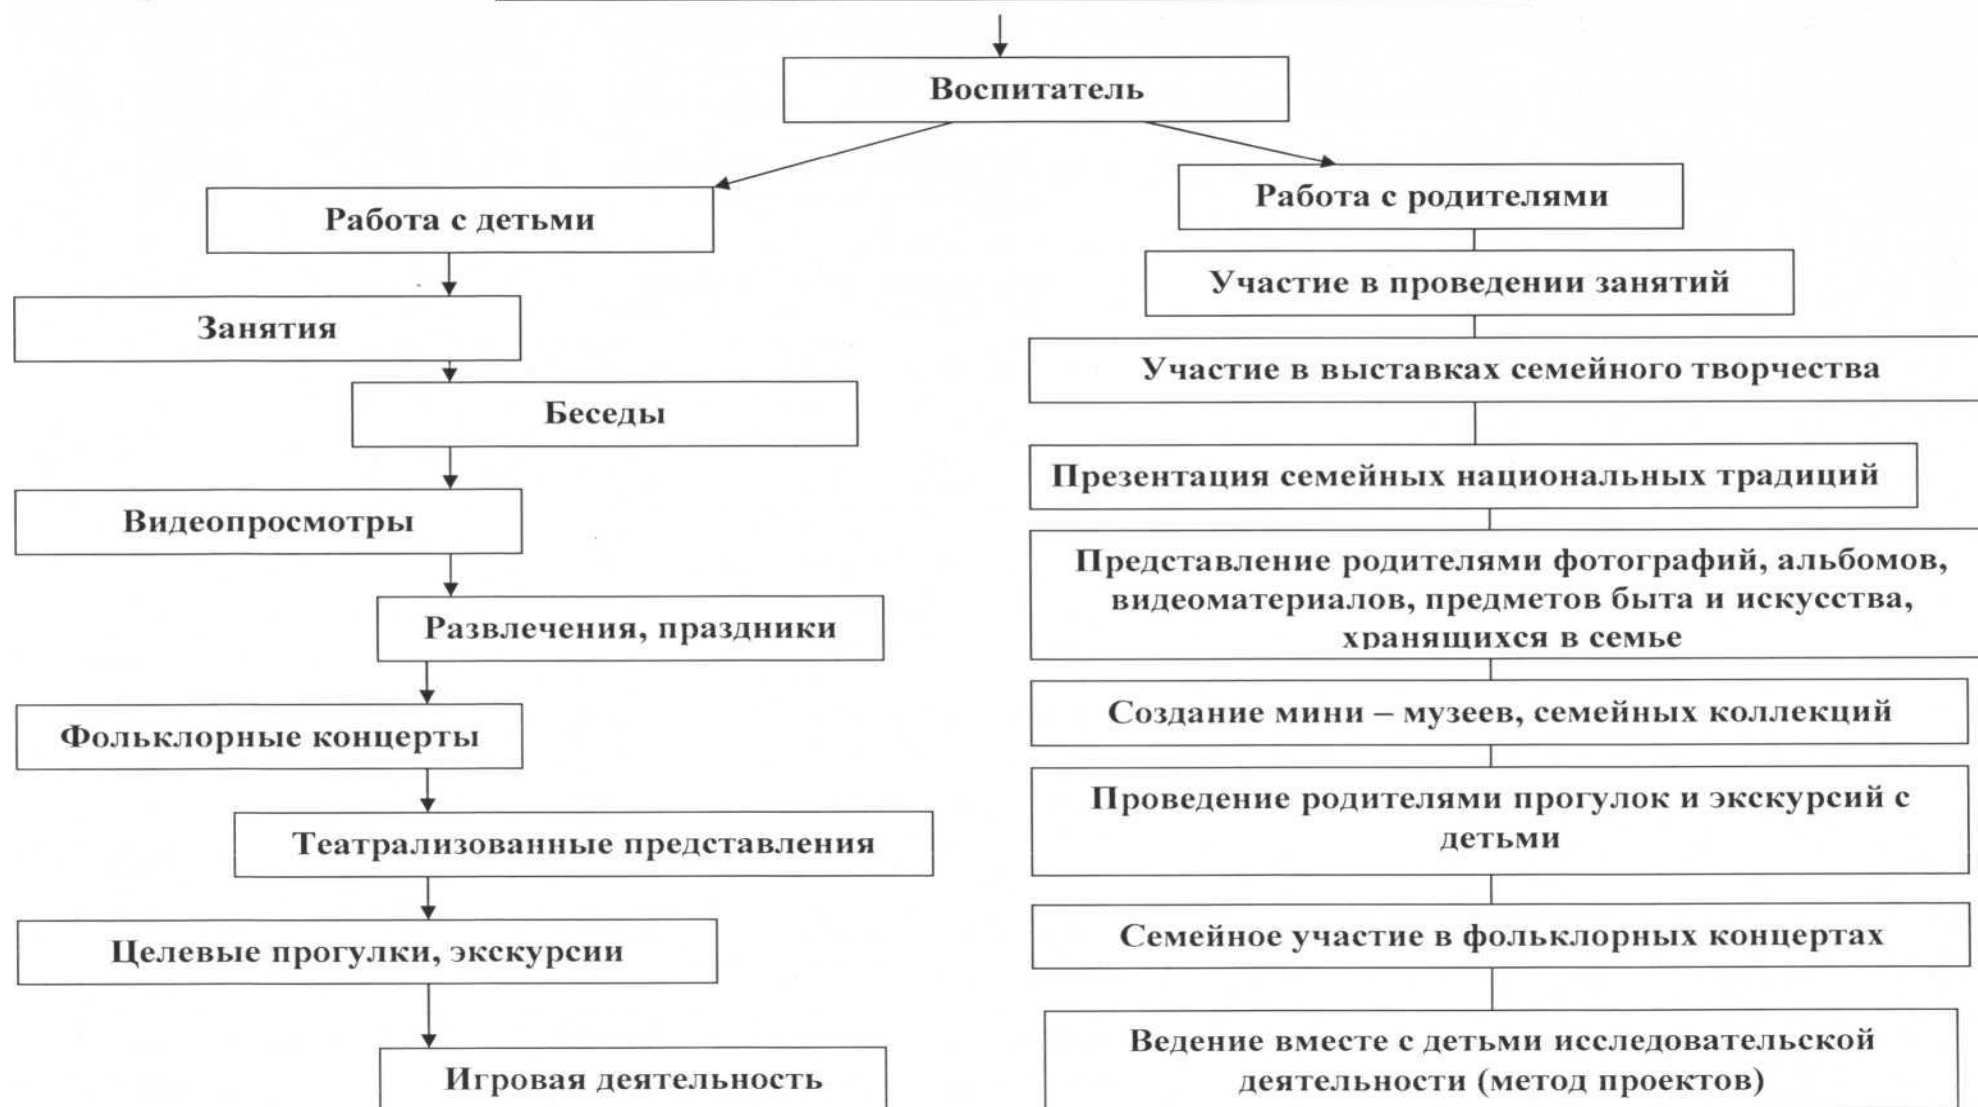 Воспитатель
Работа с детьми
Занятия
Беседы
Видеопросмотры
Развлечения, праздники
Фольклорные концерты
Театрализованные представления
Целевые прогулки, экскурсии
Игровая деятельность
Работа с родителями
Участие в проведении занятий
Участие в выставках семейного творчества
Презентация семейных национальных традиций
Представление родителями фотографий, альбомов,
видеоматериалов, предметов быта и искусства,
хранящихся в семье
Создание мини – музеев, семейных коллекций
Проведение родителями прогулок и экскурсий с
детьми
Семейное участие в фольклорных концертах
Ведение вместе с детьми исследовательской
деятельности (метод проектов)